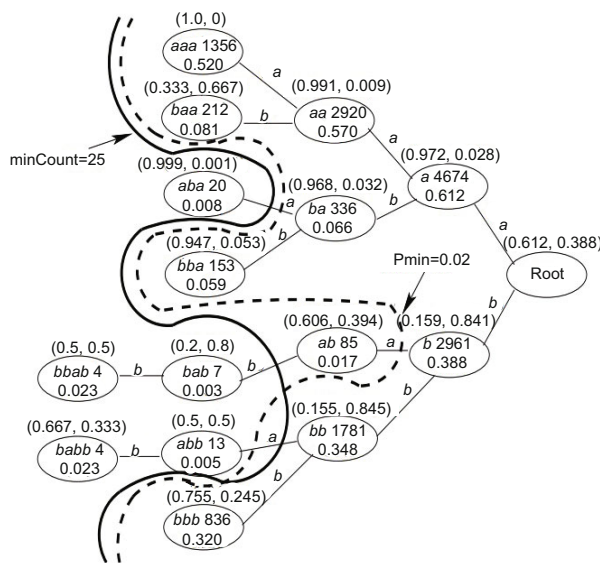 (1.0, 0)
aaa 1356
0.520
a
(0.333, 0.667)
(0.991, 0.009)
baa 212
0.081
b
aa 2920
0.570
a
minCount=25
(0.999, 0.001)
(0.968, 0.032)
(0.972, 0.028)
aba 20
0.008
a
ba 336
0.066
b
a 4674
0.612
a
(0.947, 0.053)
b
(0.612, 0.388)
bba 153
0.059
Pmin=0.02
Root
b
(0.606, 0.394)
(0.159, 0.841)
(0.5, 0.5)
(0.2, 0.8)
ab 85
0.017
a
b 2961
0.388
bbab 4
0.023
b
bab 7
0.003
b
b
(0.667, 0.333)
(0.5, 0.5)
(0.155, 0.845)
babb 4
0.023
b
abb 13
0.005
a
bb 1781
0.348
b
(0.755, 0.245)
bbb 836
0.320